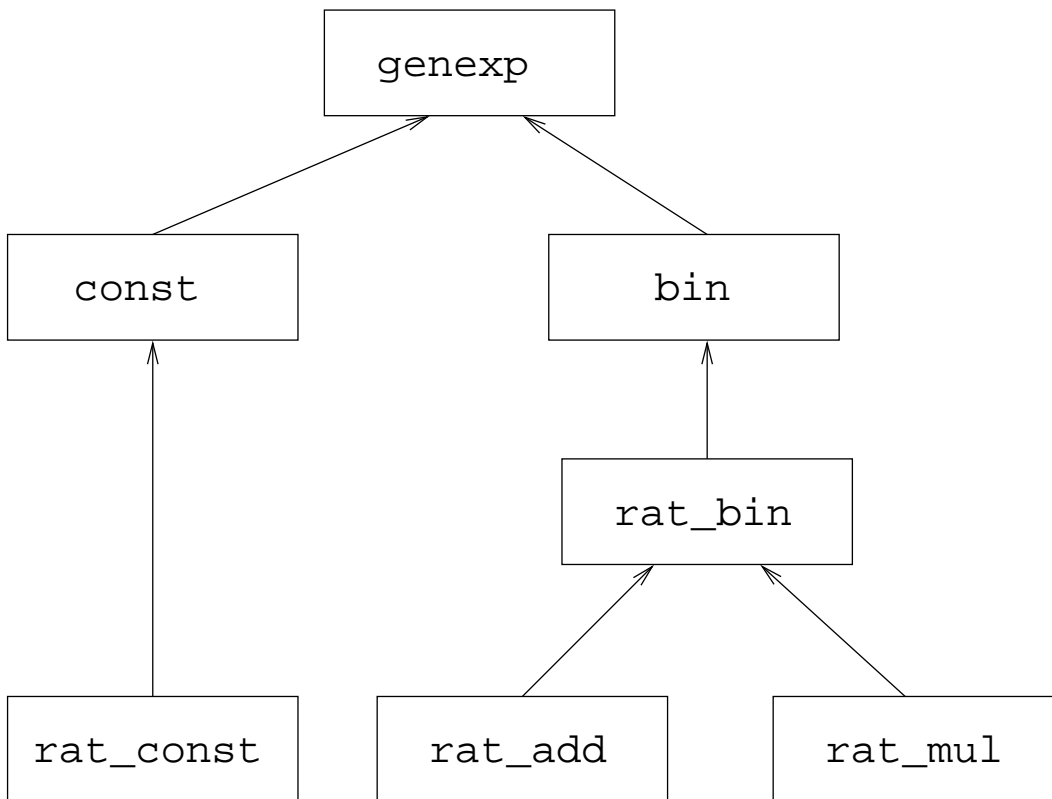 genexp
const
bin
rat_bin
rat_const
rat_add
rat_mul